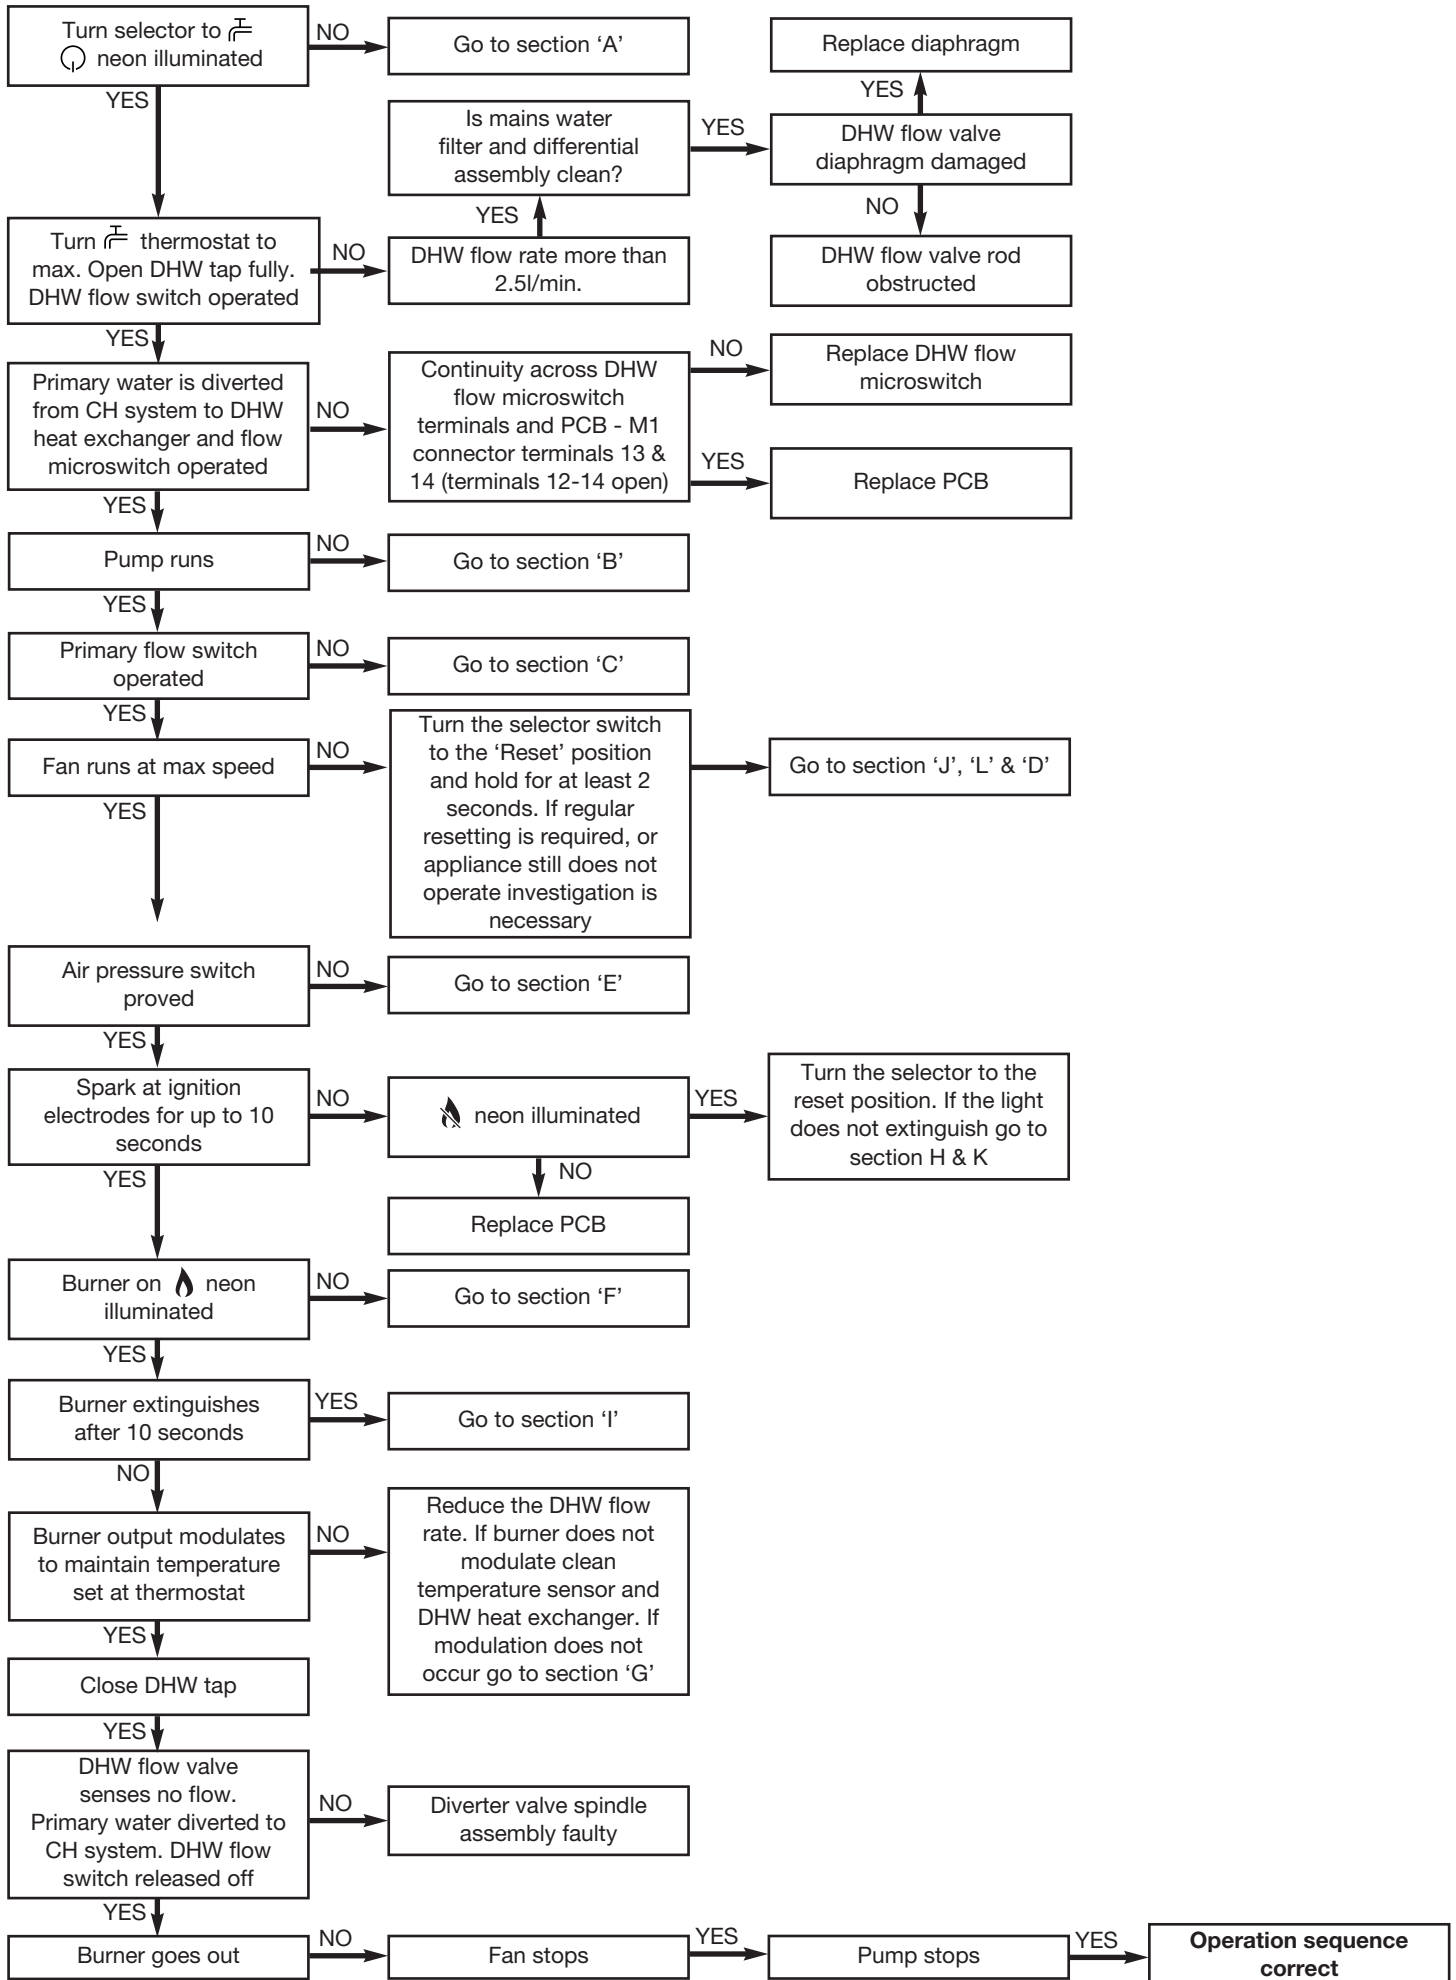 Turn selector to
neon illuminated
NO
Go to section ‘A’
YES
Replace diaphragm
YES
Is mains water
filter and differential
assembly clean?
YES
DHW flow valve
diaphragm damaged
YES
NO
Turn thermostat to
max. Open DHW tap fully.
DHW flow switch operated
NO
DHW flow rate more than
2.5l/min.
DHW flow valve rod
obstructed
YES
Primary water is diverted
from CH system to DHW
heat exchanger and flow
microswitch operated
NO
Continuity across DHW
flow microswitch
terminals and PCB - M1
connector terminals 13 &
14 (terminals 12-14 open)
NO
Replace DHW flow
microswitch
YES
Replace PCB
YES
Pump runs
NO
Go to section ‘B’
YES
Primary flow switch
operated
NO
Go to section ‘C’
YES
Fan runs at max speed
NO
Turn the selector switch
to the ‘Reset’ position
and hold for at least 2
seconds. If regular
resetting is required, or
appliance still does not
operate investigation is
necessary
Go to section ‘J’, ‘L’ & ‘D’
YES
Air pressure switch
proved
NO
Go to section ‘E’
YES
Spark at ignition
electrodes for up to 10
seconds
NO
neon illuminated
YES
Turn the selector to the
reset position. If the light
does not extinguish go to
section H & K
NO
Replace PCB
YES
Burner on neon
illuminated
NO
Go to section ‘F’
YES
Burner extinguishes
after 10 seconds
YES
Go to section ‘I’
NO
Burner output modulates
to maintain temperature
set at thermostat
NO
Reduce the DHW flow
rate. If burner does not
modulate clean
temperature sensor and
DHW heat exchanger. If
modulation does not
occur go to section ‘G’
YES
Close DHW tap
YES
DHW flow valve
senses no flow.
Primary water diverted to
CH system. DHW flow
switch released off
NO
Diverter valve spindle
assembly faulty
YES
Burner goes out
NO
Fan stops
YES
Pump stops
YES
Operation sequence
correct